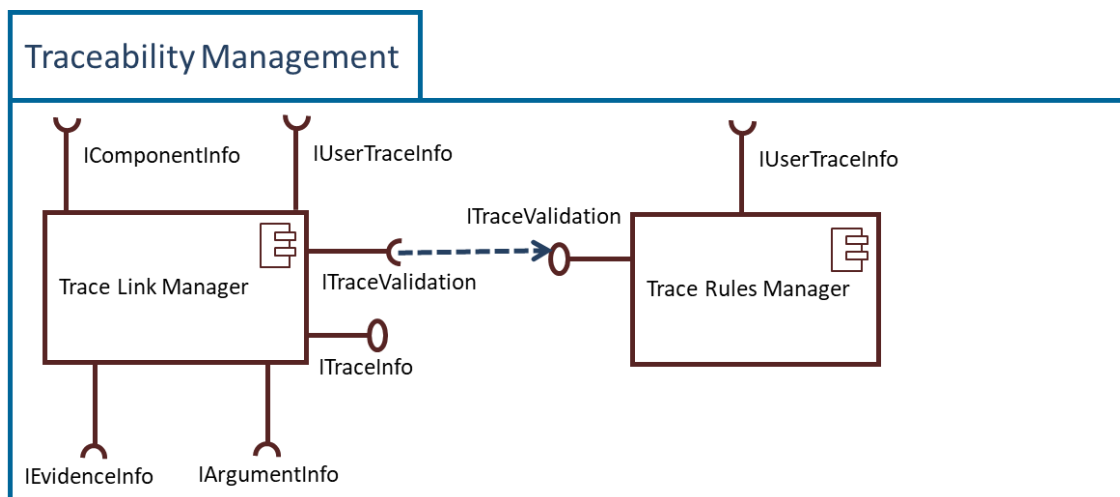 Traceability Management
IComponentInfo
IUserTraceInfo
IUserTraceInfo
ITraceValidation
Trace Link Manager
ITraceValidation
Trace Rules Manager
ITraceInfo
IEvidenceInfo
IArgumentInfo